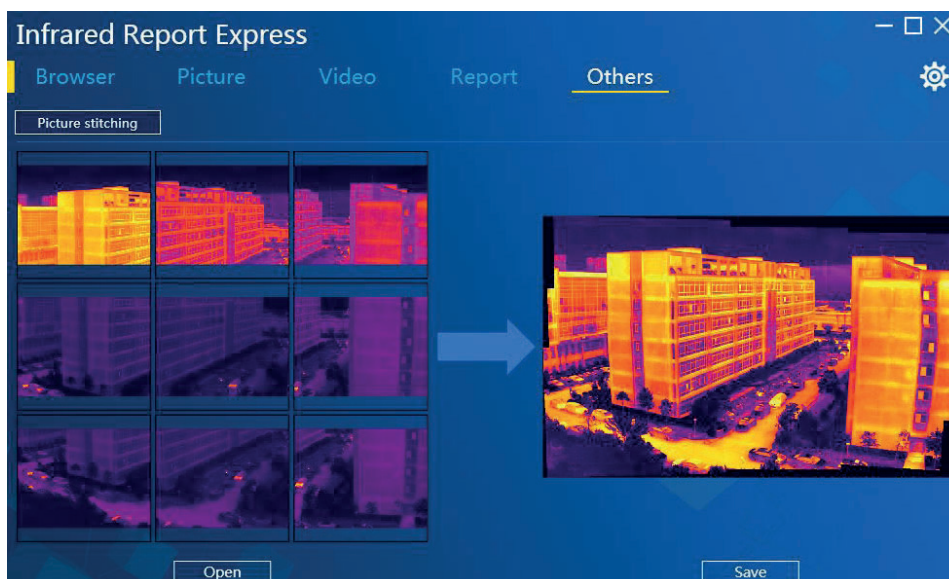 Infrared Report Express
Browser Picture Video Report Others
Picture stitching
Open Save